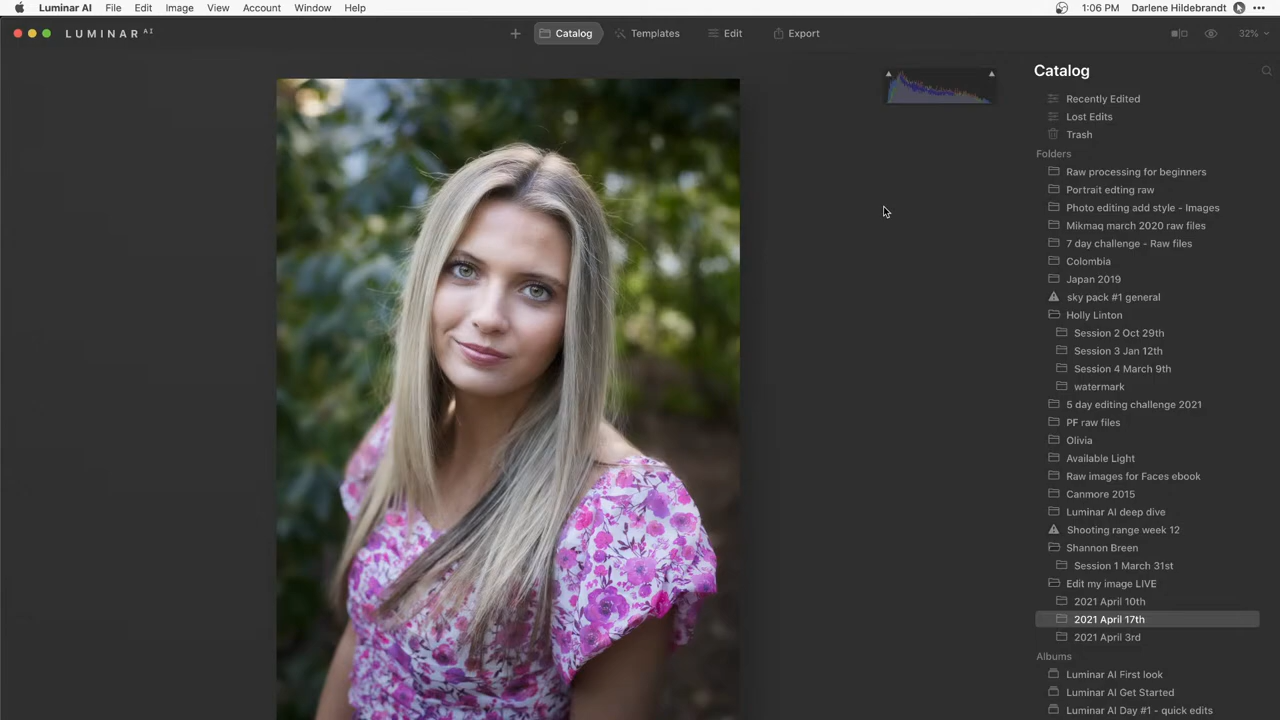 Luminar AI File Edit Image View Account Window Help 1:06 PM Darlene Hildebrandt
LUMINAR AI Catalog Templates Edit Export 32%
Catalog
Recently Edited
Lost Edits
Trash
Folders
Raw processing for beginners
Portrait edting raw
Photo editing add style - Images
Mikmaq march 2020 raw files
7 day challenge - Raw files
Colombia
Japan 2019
sky pack #1 general
Holly Linton
Session 2 Oct 29th
Session 3 Jan 12th
Session 4 March 9th
watermark
5 day editing challenge 2021
PF raw files
Olivia
Available Light
Raw images for Faces ebook
Canmore 2015
Luminar AI deep dive
Shooting range week 12
Shannon Breen
Session 1 March 31st
Edit my image LIVE
2021 April 10th
2021 April 17th
2021 April 3rd
Albums
Luminar AI First look
Luminar AI Get Started
Luminar AI Day #1 - quick edits